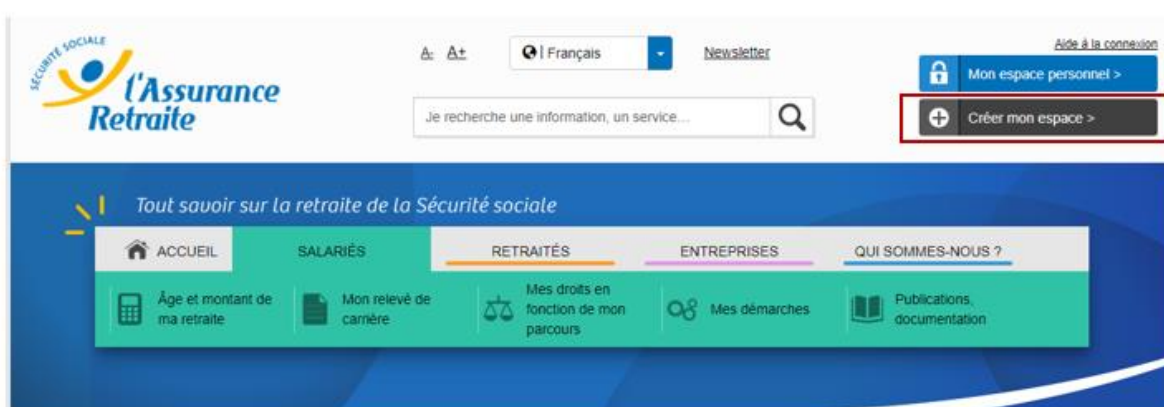 SÉCURITÉ SOCIALE
l'Assurance
Retraite
A- A+
Français
Newsletter
Aide à la connexion
Mon espace personnel >
Je recherche une information, un service...
Créer mon espace >
Tout savoir sur la retraite de la Sécurité sociale
ACCUEIL
SALARIÉS
RETRAITÉS
ENTREPRISES
QUI SOMMES-NOUS ?
Âge et montant de
ma retraite
Mon relevé de
carrière
Mes droits en
fonction de mon
parcours
Mes démarches
Publications,
documentation